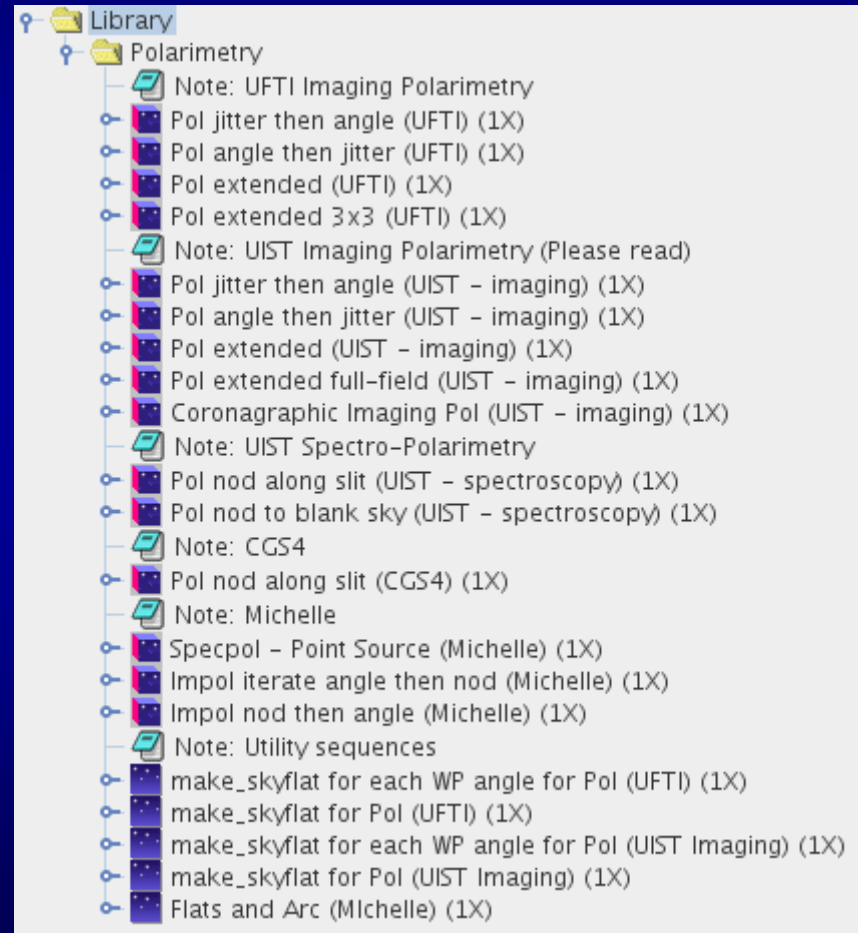 Library
Polarimetry
Note: UFTI Imaging Polarimetry
Pol jitter then angle (UFTI) (1X)
Pol angle then jitter (UFTI) (1X)
Pol extended (UFTI) (1X)
Pol extended 3x3 (UFTI) (1X)
Note: UIST Imaging Polarimetry (Please read)
Pol jitter then angle (UIST - imaging) (1X)
Pol angle then jitter (UIST - imaging) (1X)
Pol extended (UIST - imaging) (1X)
Pol extended full-field (UIST - imaging) (1X)
Coronagraphic Imaging Pol (UIST - imaging) (1X)
Note: UIST Spectro-Polarimetry
Pol nod along slit (UIST - spectroscopy) (1X)
Pol nod to blank sky (UIST - spectroscopy) (1X)
Note: CGS4
Pol nod along slit (CGS4) (1X)
Note: Michelle
Specpol - Point Source (Michelle) (1X)
Impol iterate angle then nod (Michelle) (1X)
Impol nod then angle (Michelle) (1X)
Note: Utility sequences
make_skyflat for each WP angle for Pol (UFTI) (1X)
make_skyflat for Pol (UFTI) (1X)
make_skyflat for each WP angle for Pol (UIST Imaging) (1X)
make_skyflat for Pol (UIST Imaging) (1X)
Flats and Arc (MIchelle) (1X)